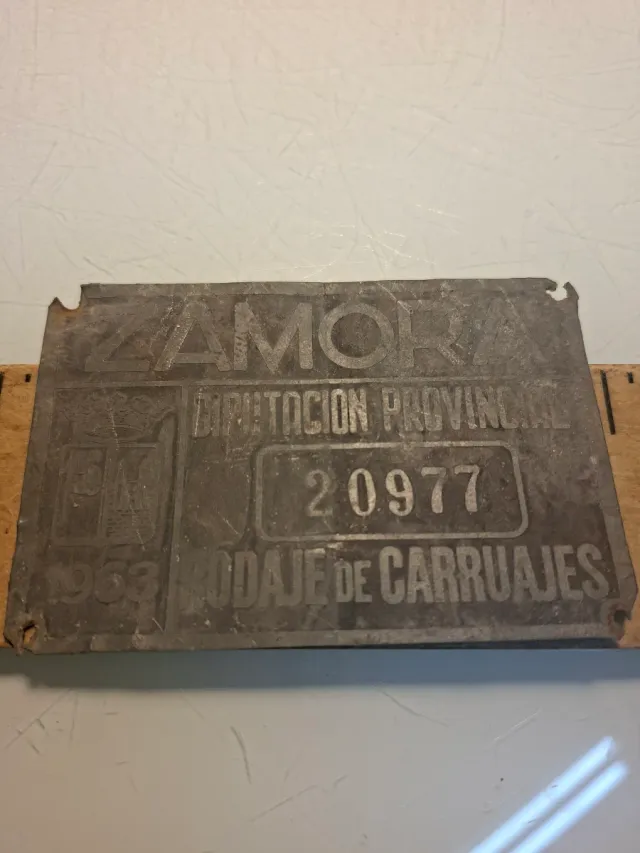 ZAMORA
DIPUTACION PROVINCIAL
20977
1963 RODAJE DE CARRUAJES